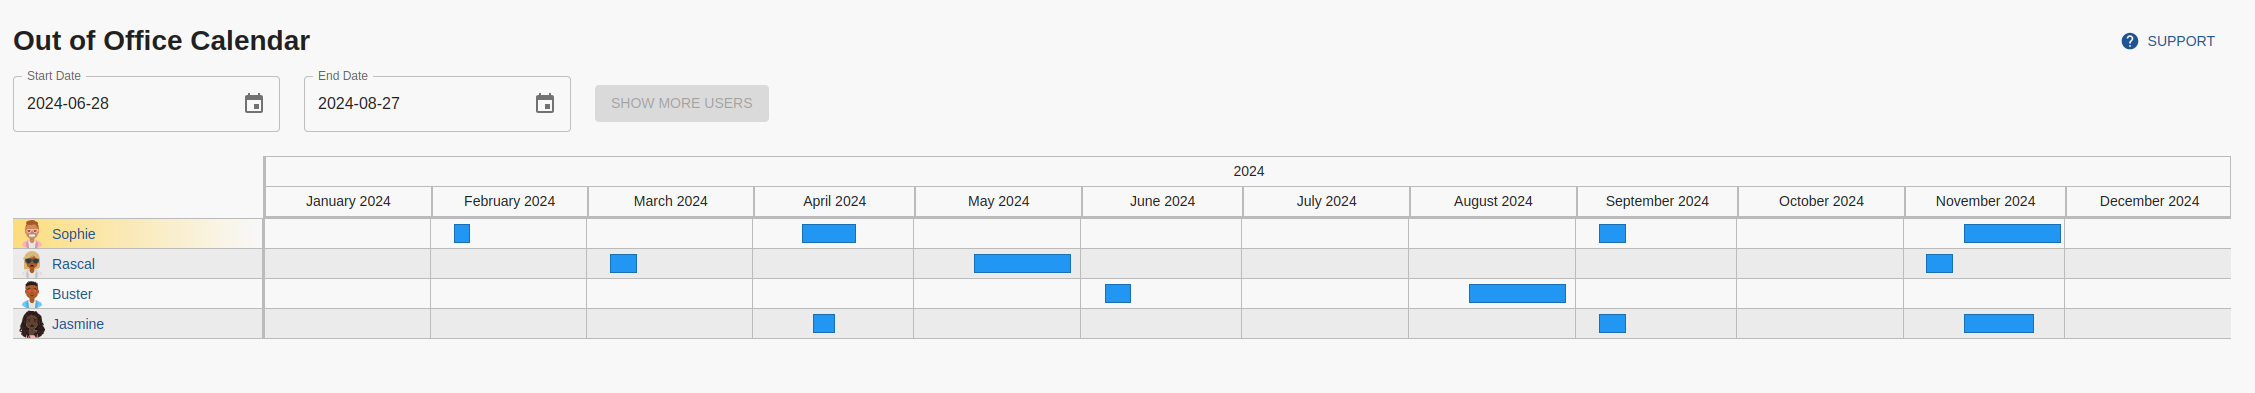 Out of Office Calendar
SUPPORT
Start Date
End Date
2024-06-28
2024-08-27
SHOW MORE USERS
2024
January 2024 February 2024 March 2024 April 2024 May 2024 June 2024 July 2024 August 2024 September 2024 October 2024 November 2024 December 2024
Sophie
Rascal
Buster
Jasmine